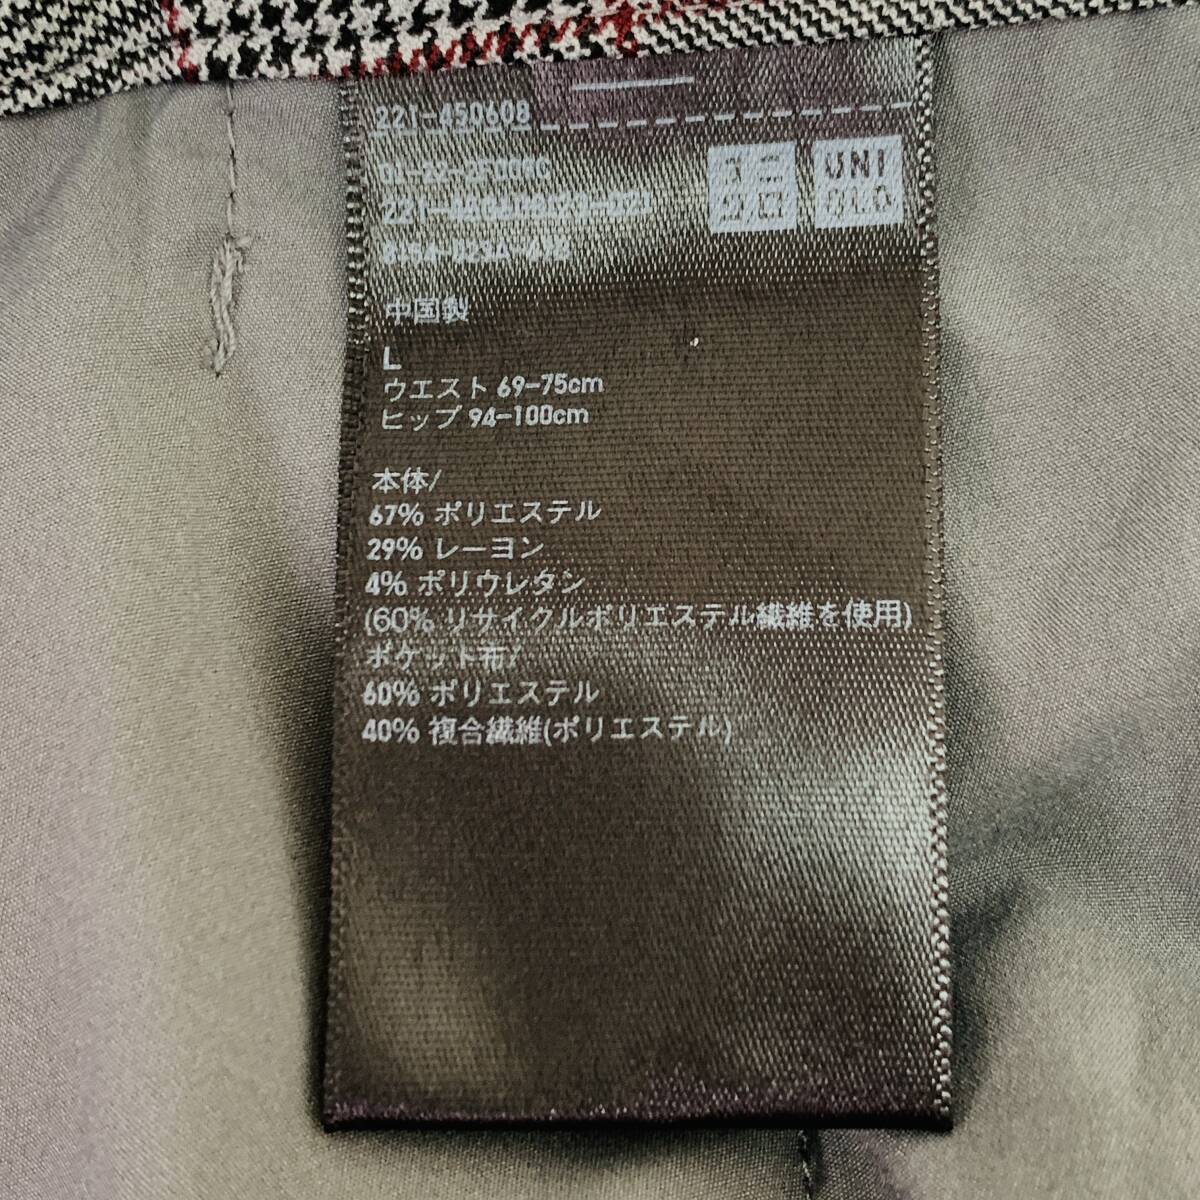 221-450608
ユニ
クロ
UNI
QLO
中国製
L
ウエスト 69-75cm
ヒップ 94-100cm
本体/
67% ポリエステル
29% レーヨン
4% ポリウレタン
(60% リサイクルポリエステル繊維を使用)
ポケット布/
60% ポリエステル
40% 複合繊維(ポリエステル)